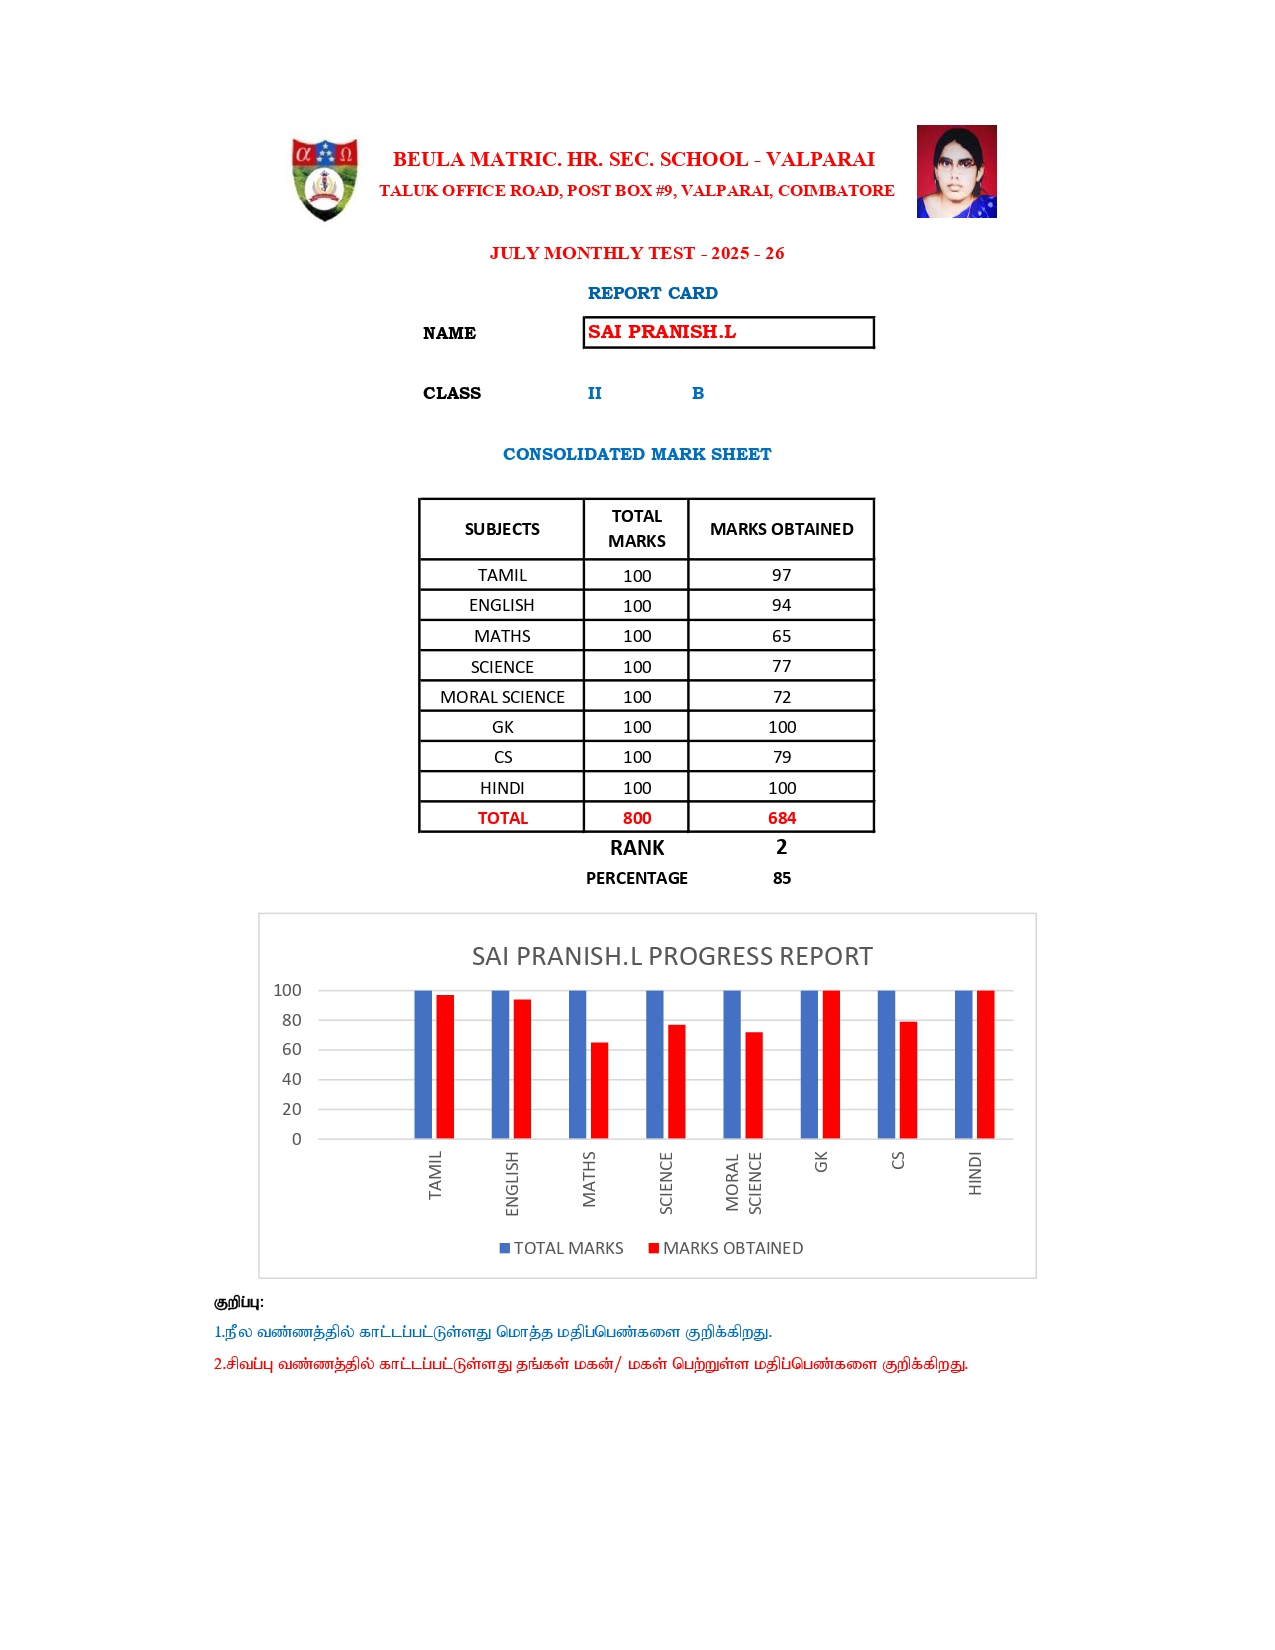 BEULA MATRIC. HR. SEC. SCHOOL - VALPARAI
TALUK OFFICE ROAD, POST BOX #9, VALPARAI, COIMBATORE
JULY MONTHLY TEST - 2025 - 26
REPORT CARD
NAME SAI PRANISH.L
CLASS II B
CONSOLIDATED MARK SHEET
SUBJECTS TOTAL MARKS MARKS OBTAINED
TAMIL 100 97
ENGLISH 100 94
MATHS 100 65
SCIENCE 100 77
MORAL SCIENCE 100 72
GK 100 100
CS 100 79
HINDI 100 100
TOTAL 800 684
RANK 2
PERCENTAGE 85
SAI PRANISH.L PROGRESS REPORT
100
80
60
40
20
0
TAMIL ENGLISH MATHS SCIENCE MORAL SCIENCE GK CS HINDI
TOTAL MARKS MARKS OBTAINED
குறிப்பு:
1.நீல வண்ணத்தில் காட்டப்பட்டுள்ளது மொத்த மதிப்பெண்களை குறிக்கிறது.
2.சிவப்பு வண்ணத்தில் காட்டப்பட்டுள்ளது தங்கள் மகன்/ மகள் பெற்றுள்ள மதிப்பெண்களை குறிக்கிறது.